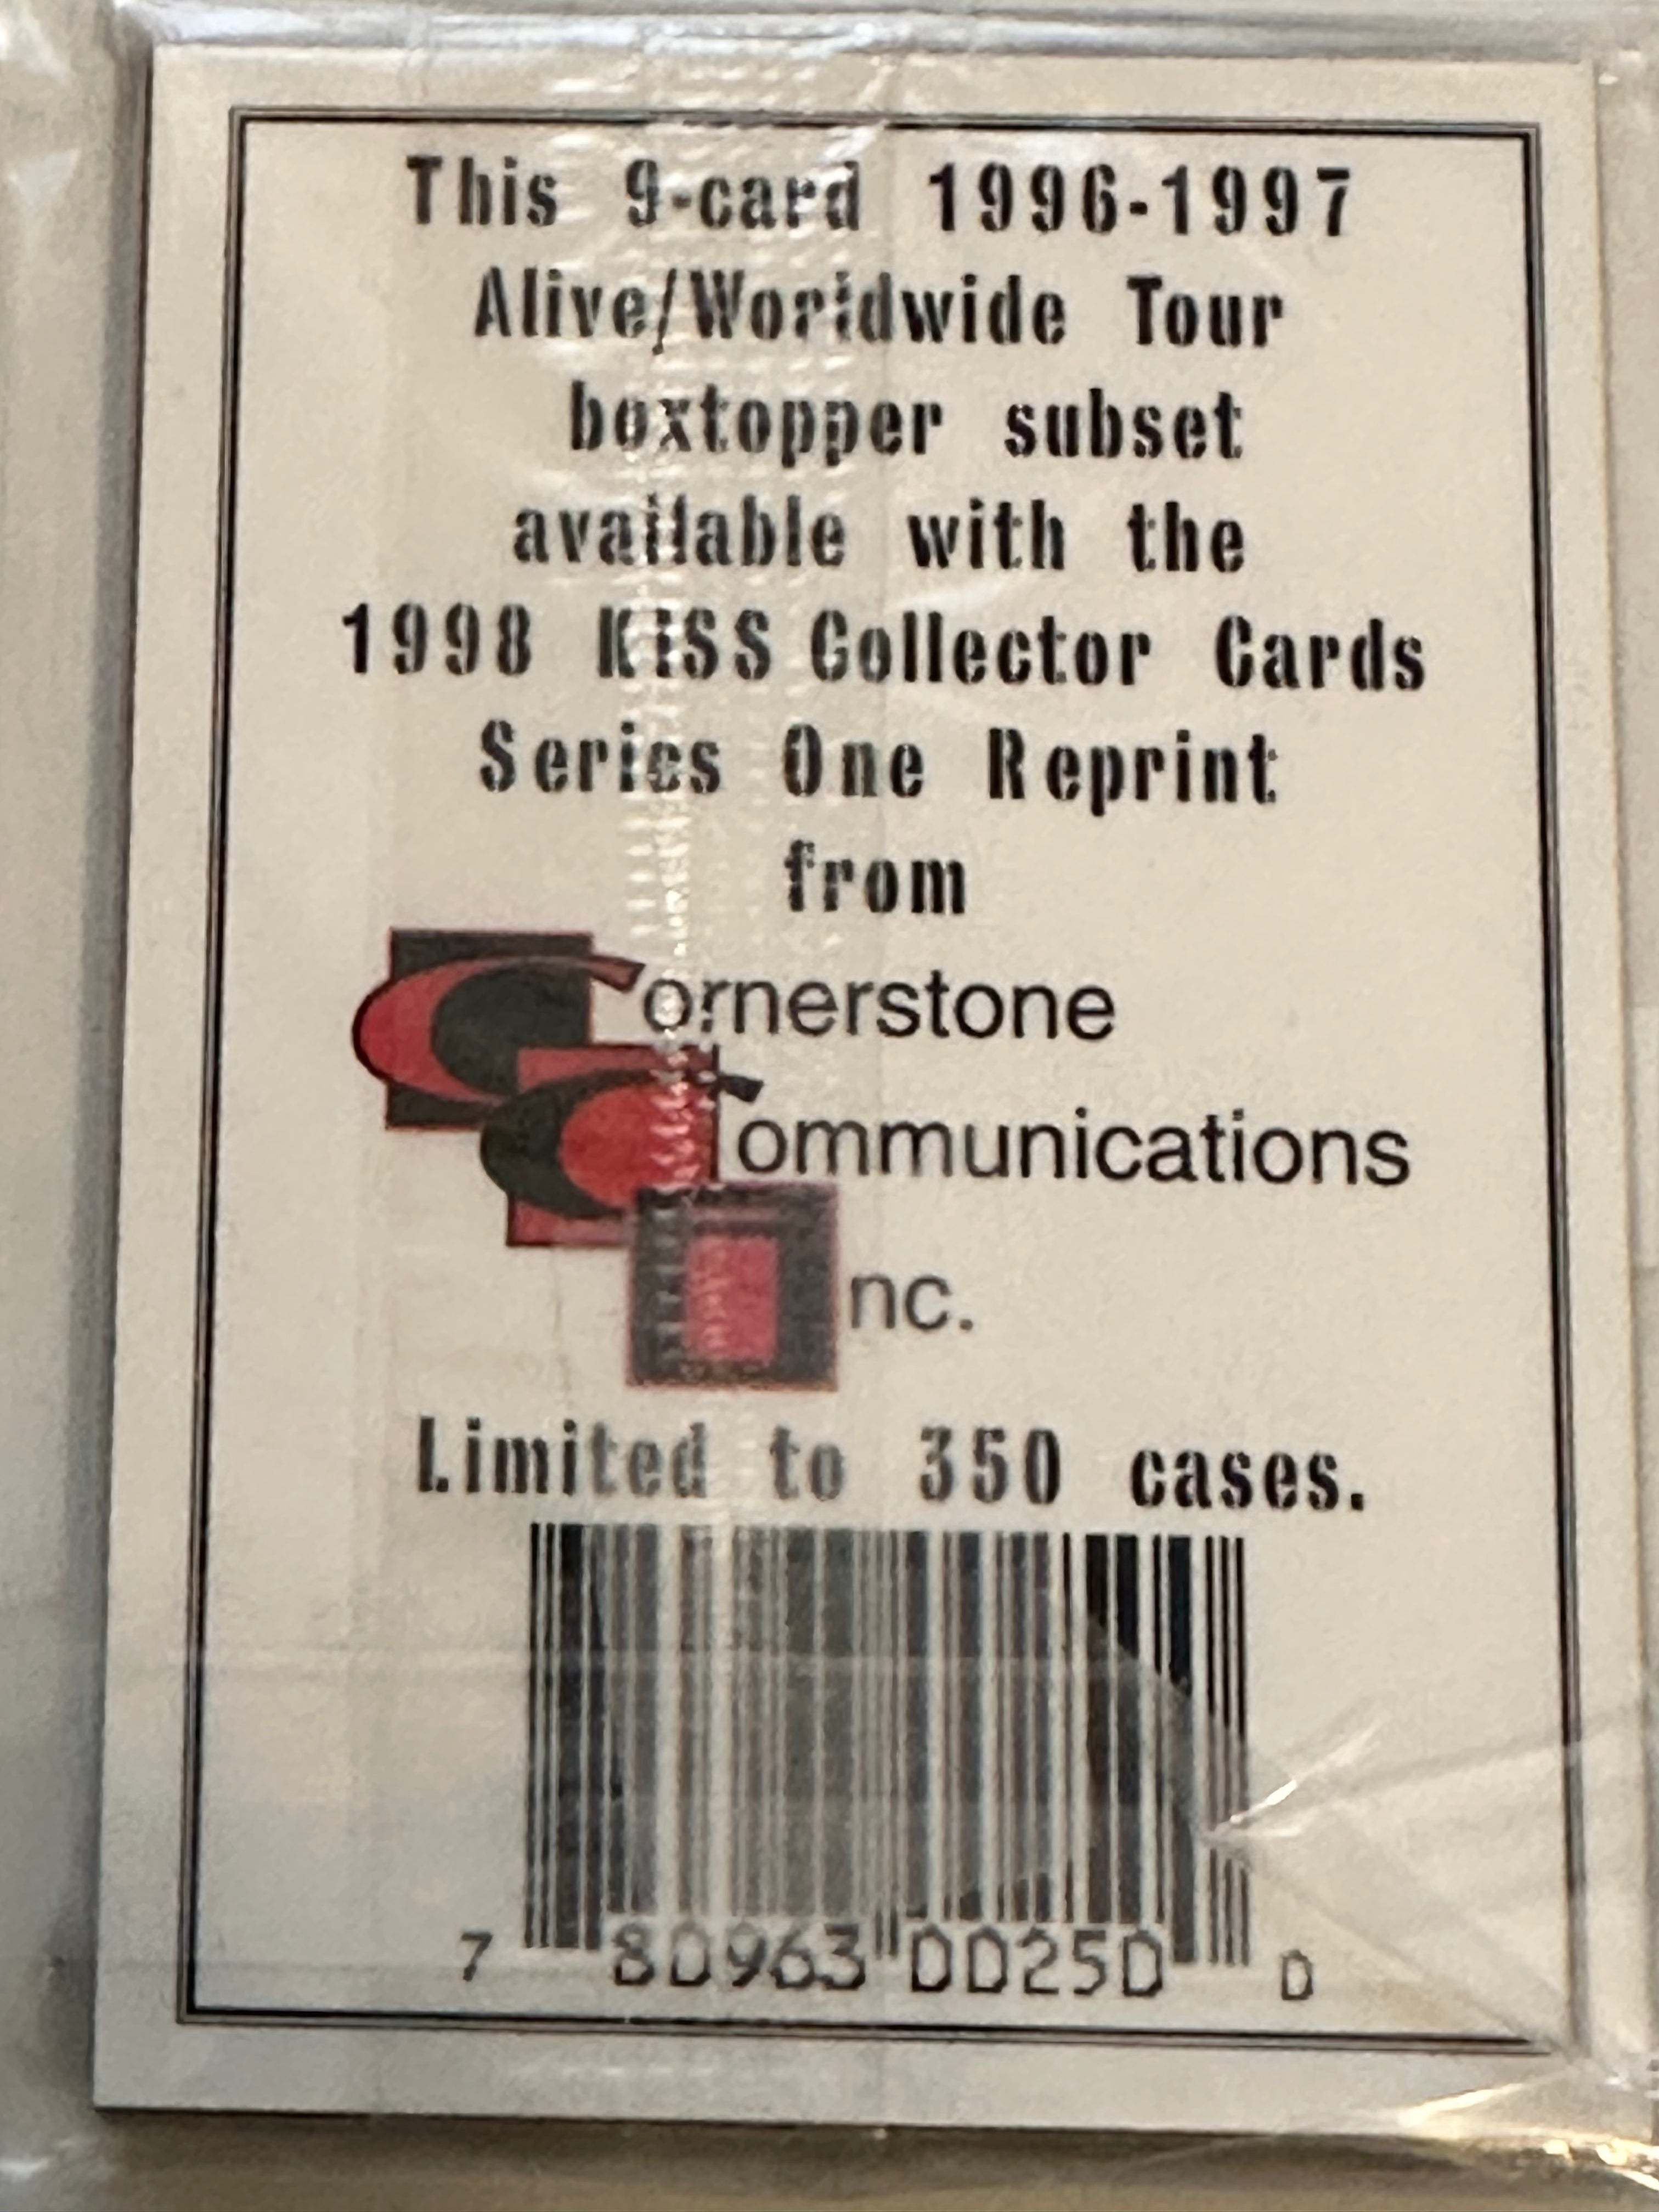 This 9-card 1996-1997
Alive/Worldwide Tour
boxtopper subset
available with the
1998 KISS Collector Cards
Series One Reprint
from
Cornerstone
Communications
Inc.
Limited to 350 cases.
7 80963 00250 0